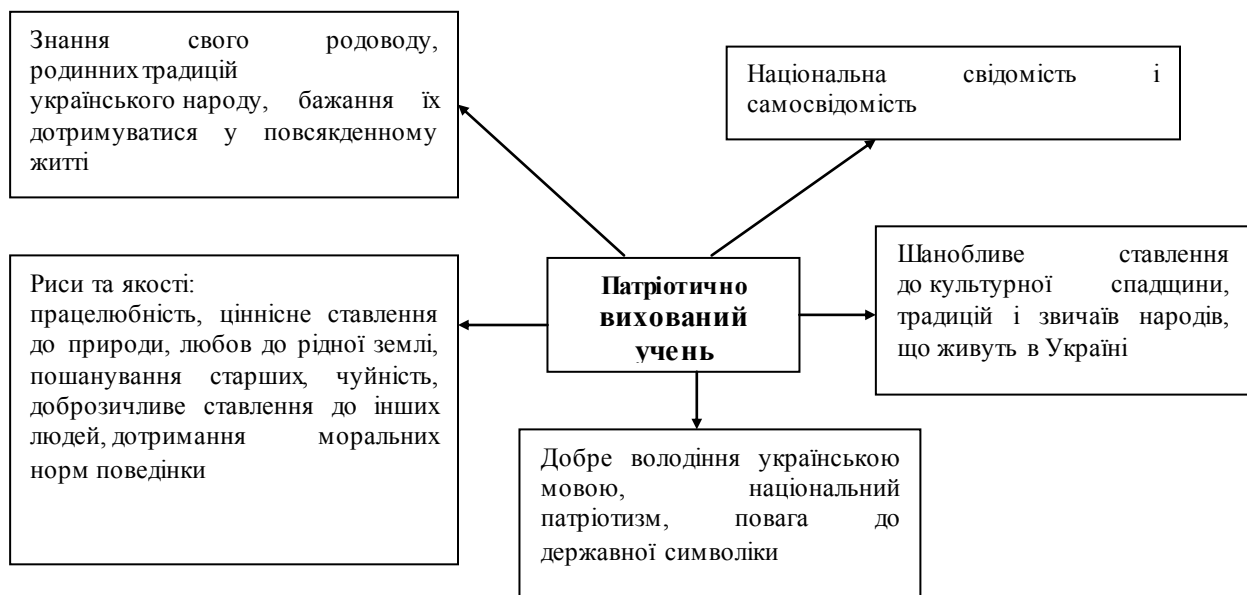 Знання свого родоводу,
родинних традицій
українського народу, бажання їх
дотримуватися у повсякденному
житті
Національна свідомість і
самосвідомість
Риси та якості:
працелюбність, ціннісне ставлення
до природи, любов до рідної землі,
пошанування старших, чуйність,
доброзичливе ставлення до інших
людей, дотримання моральних
норм поведінки
Патріотично
вихований
учень
Шанобливе ставлення
до культурної спадщини,
традицій і звичаїв народів,
що живуть в Україні
Добре володіння українською
мовою, національний
патріотизм, повага до
державної символіки